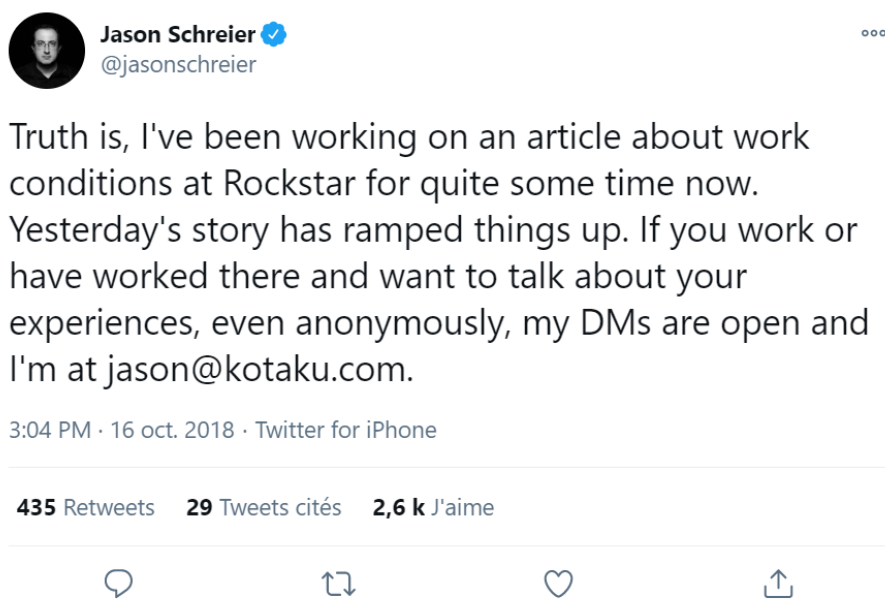 Jason Schreier
@jasonschreier
Truth is, I've been working on an article about work
conditions at Rockstar for quite some time now.
Yesterday's story has ramped things up. If you work or
have worked there and want to talk about your
experiences, even anonymously, my DMs are open and
I'm at jason@kotaku.com.
3:04 PM · 16 oct. 2018 · Twitter for iPhone
435 Retweets 29 Tweets cités 2,6 k J'aime